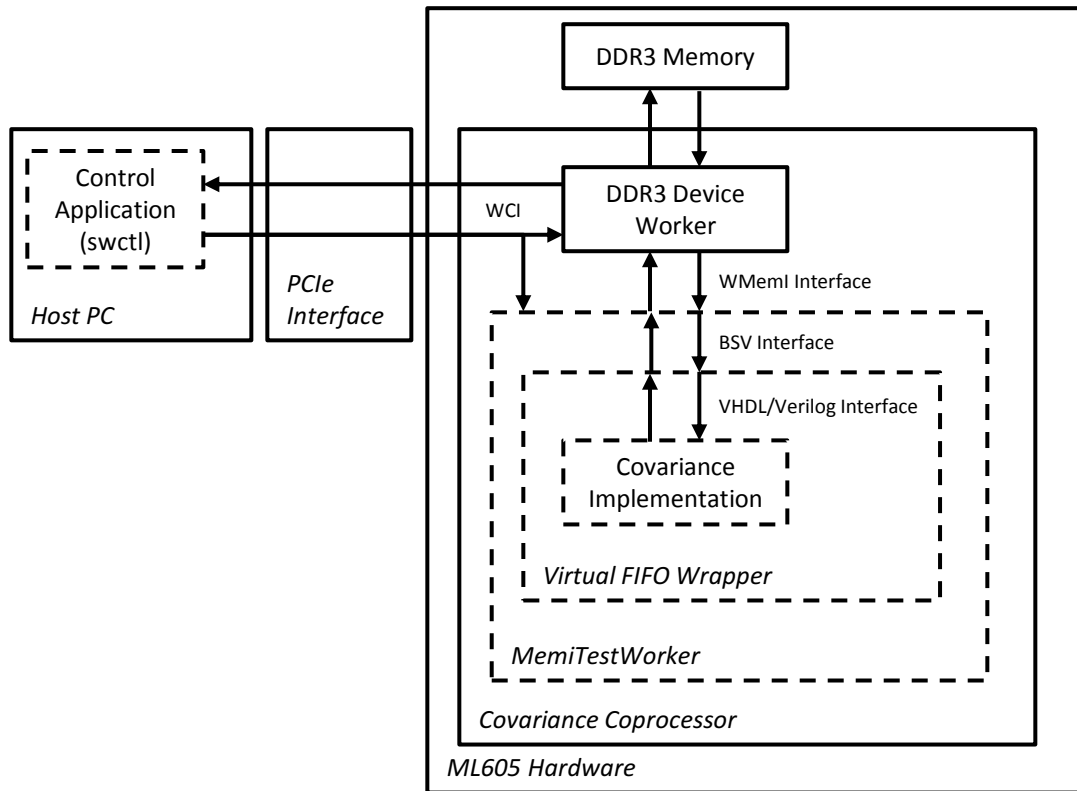 DDR3 Memory
Control
Application
(swctl)
Host PC
PCIe
Interface
WCI
DDR3 Device
Worker
WMemI Interface
BSV Interface
VHDL/Verilog Interface
Covariance
Implementation
Virtual FIFO Wrapper
MemiTestWorker
Covariance Coprocessor
ML605 Hardware